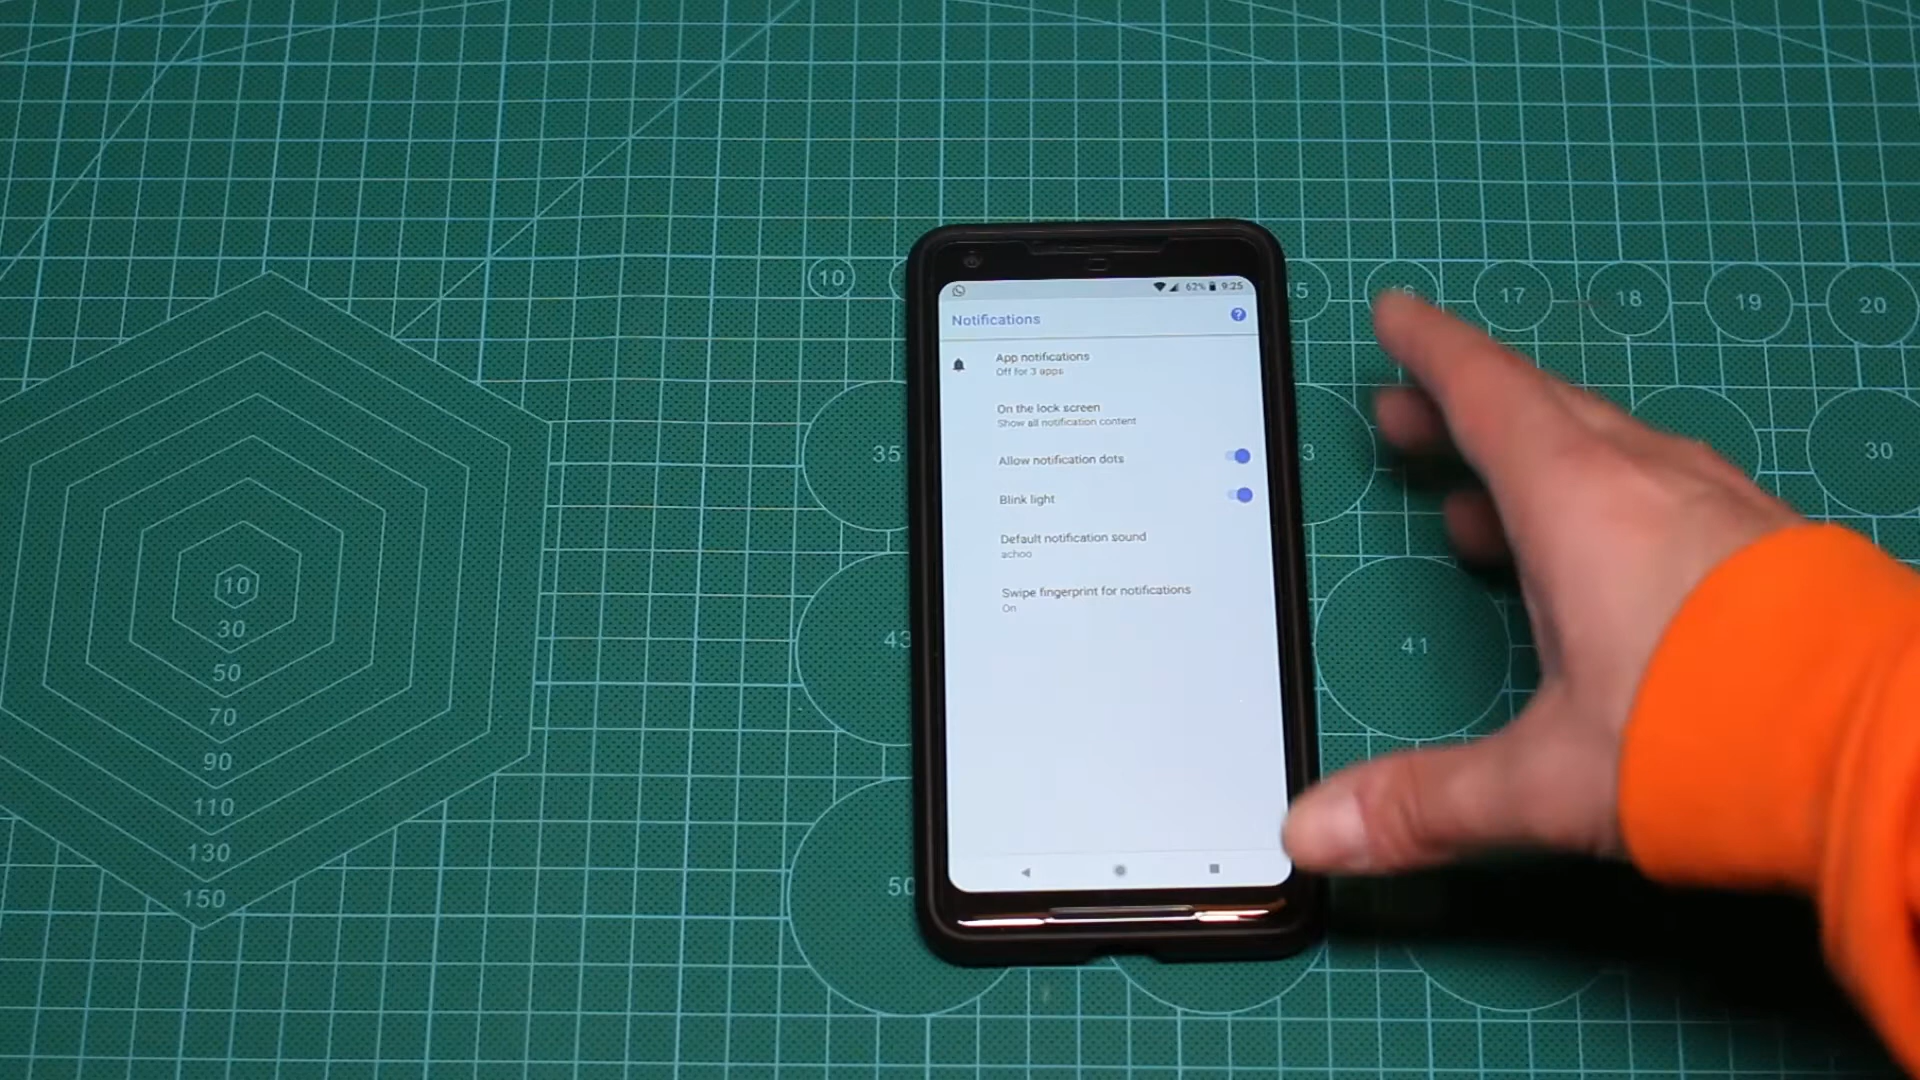 62% 9:25
Notifications ?
App notifications
Off for 3 apps
On the lock screen
Show all notification content
Allow notification dots
Blink light
Default notification sound
achoo
Swipe fingerprint for notifications
On
10
17
18
19
20
35
30
41
50
10
30
50
70
90
110
130
150